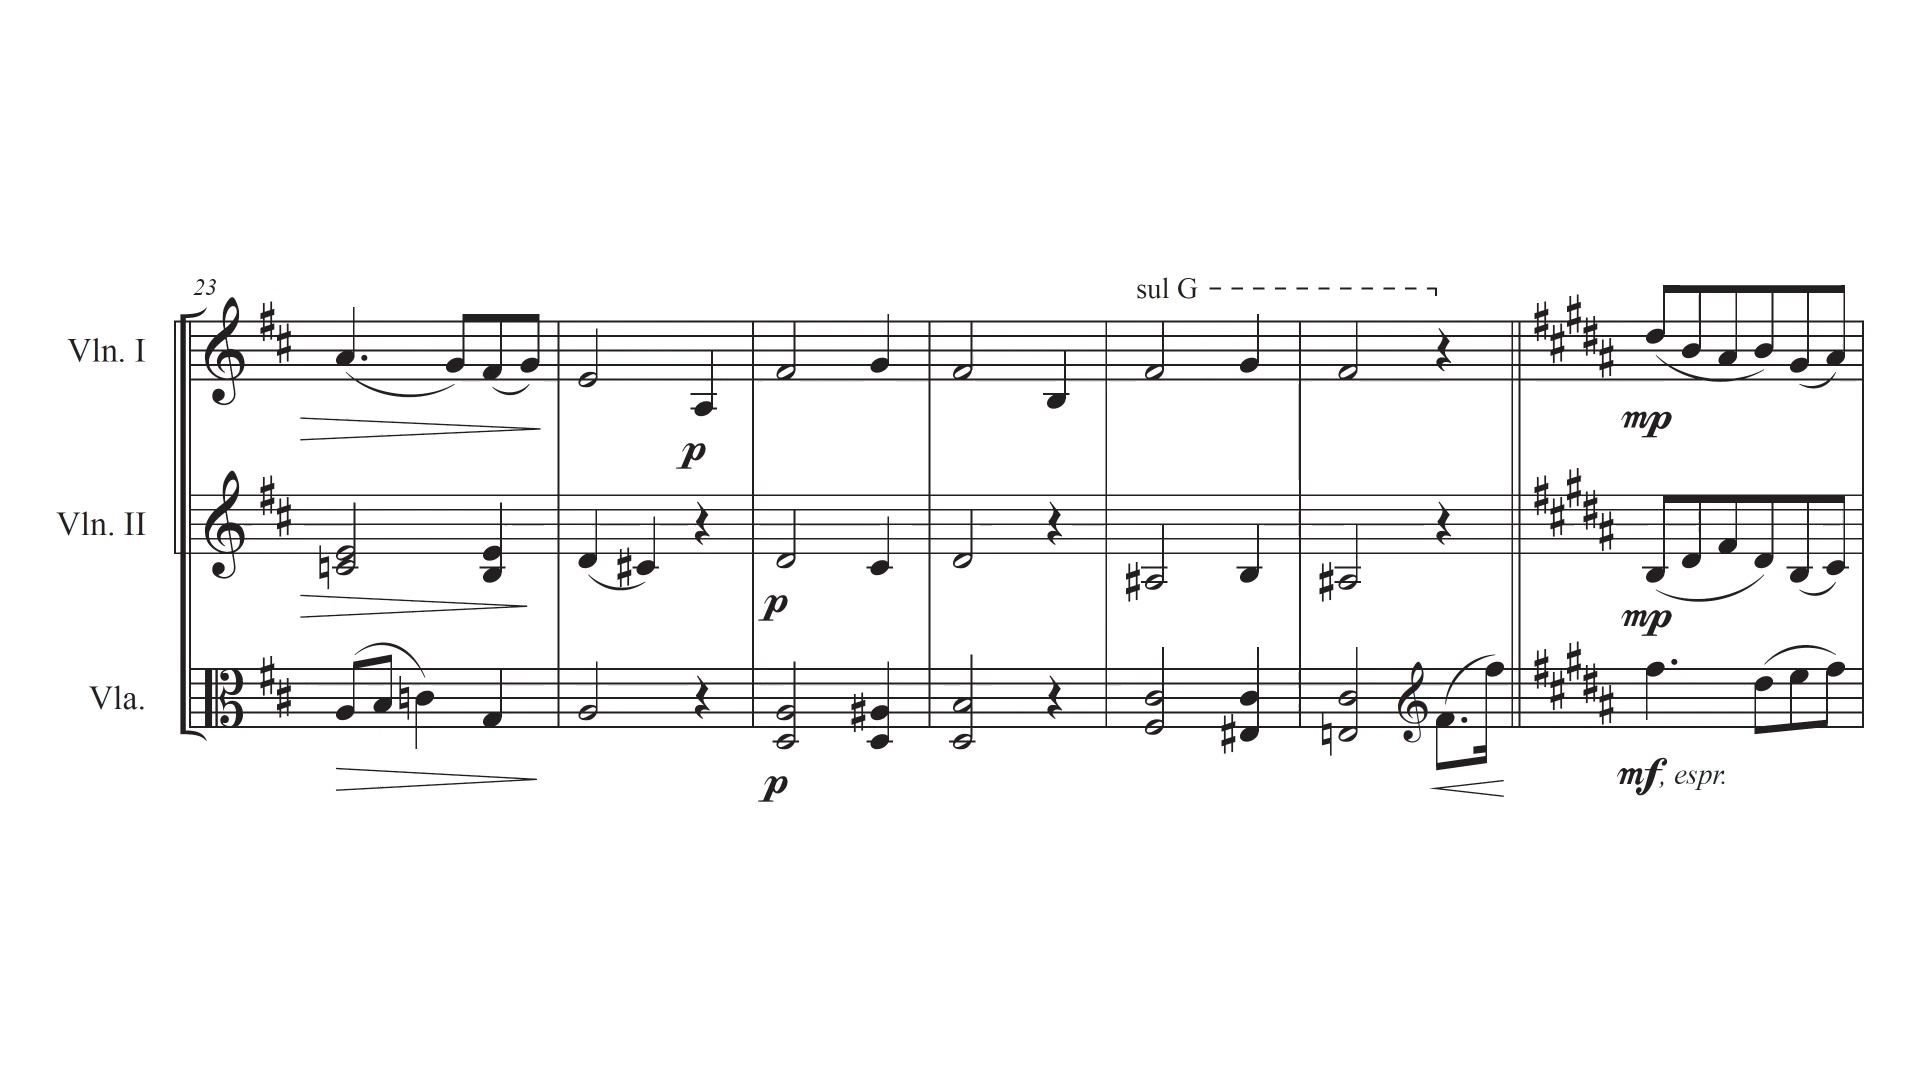 23
sul G
Vln. I
p
mp
Vln. II
p
mp
Vla.
p
mf, espr.